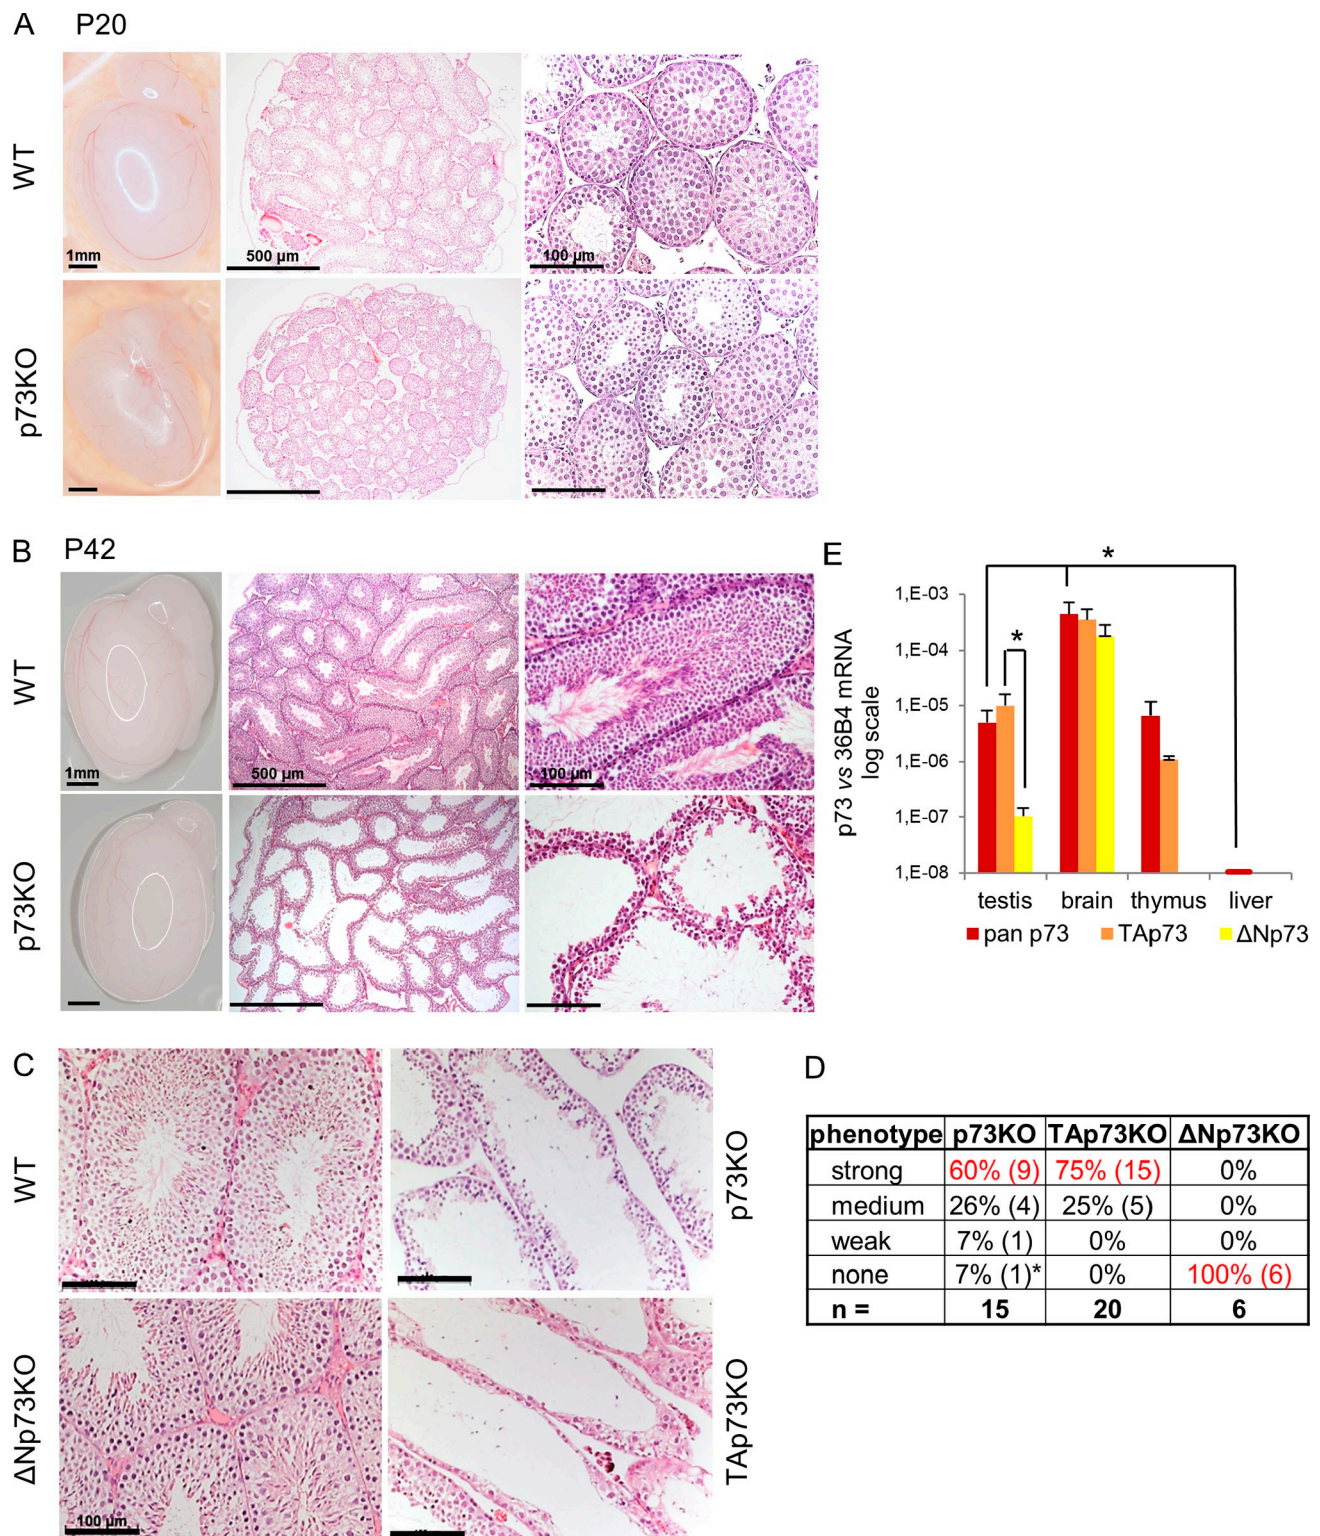 A P20
WT
1mm
500 µm
100 µm
p73KO
B P42
WT
1mm
500 µm
100 µm
p73KO
E
*
*
p73 vs 36B4 mRNA
log scale
1,E-03
1,E-04
1,E-05
1,E-06
1,E-07
1,E-08
testis brain thymus liver
pan p73 TAp73 ΔNp73
C
WT
p73KO
ΔNp73KO
100 µm
TAp73KO
D
phenotype p73KO TAp73KO ΔNp73KO
strong 60% (9) 75% (15) 0%
medium 26% (4) 25% (5) 0%
weak 7% (1) 0% 0%
none 7% (1)* 0% 100% (6)
n = 15 20 6